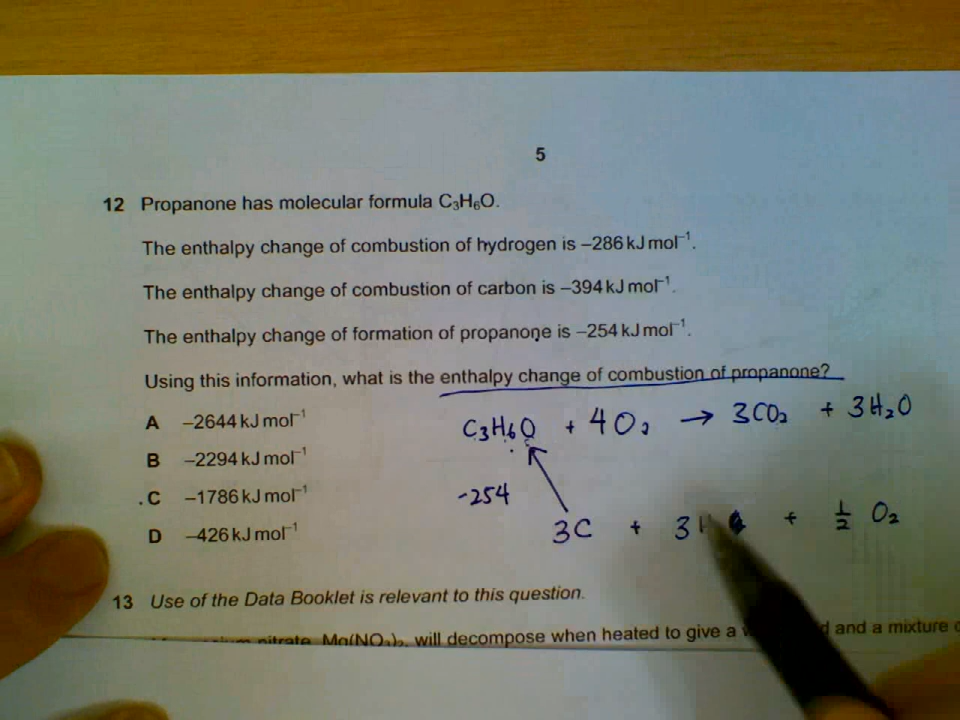 5
12 Propanone has molecular formula C₃H₆O.
The enthalpy change of combustion of hydrogen is –286 kJ mol⁻¹.
The enthalpy change of combustion of carbon is –394 kJ mol⁻¹.
The enthalpy change of formation of propanone is –254 kJ mol⁻¹.
Using this information, what is the enthalpy change of combustion of propanone?
A –2644 kJ mol⁻¹
B –2294 kJ mol⁻¹
C –1786 kJ mol⁻¹
D –426 kJ mol⁻¹
C₃H₆O + 4O₂ → 3CO₂ + 3H₂O
-254
3C + 3 + ½ O₂
13 Use of the Data Booklet is relevant to this question.
nitrate, Mg(NO₃)₂, will decompose when heated to give a and a mixture